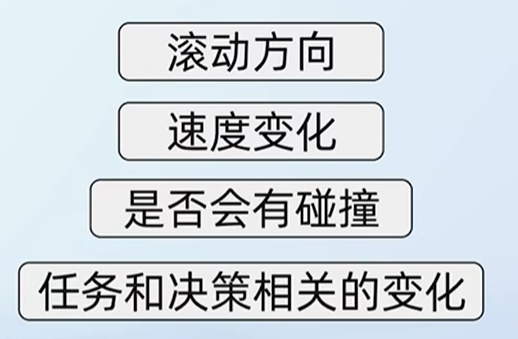 滚动方向
速度变化
是否会有碰撞
任务和决策相关的变化